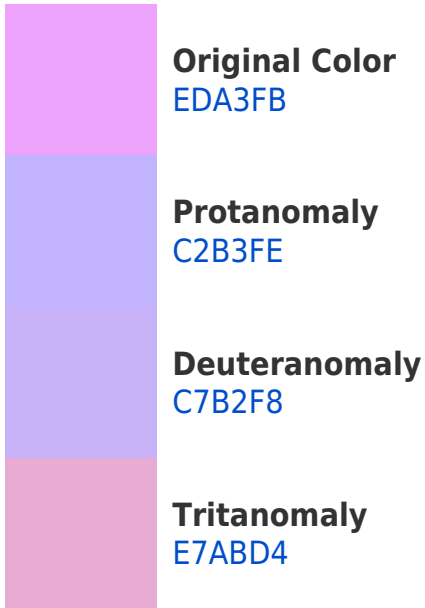 Original Color
EDA3FB
Protanomaly
C2B3FE
Deuteranomaly
C7B2F8
Tritanomaly
E7ABD4